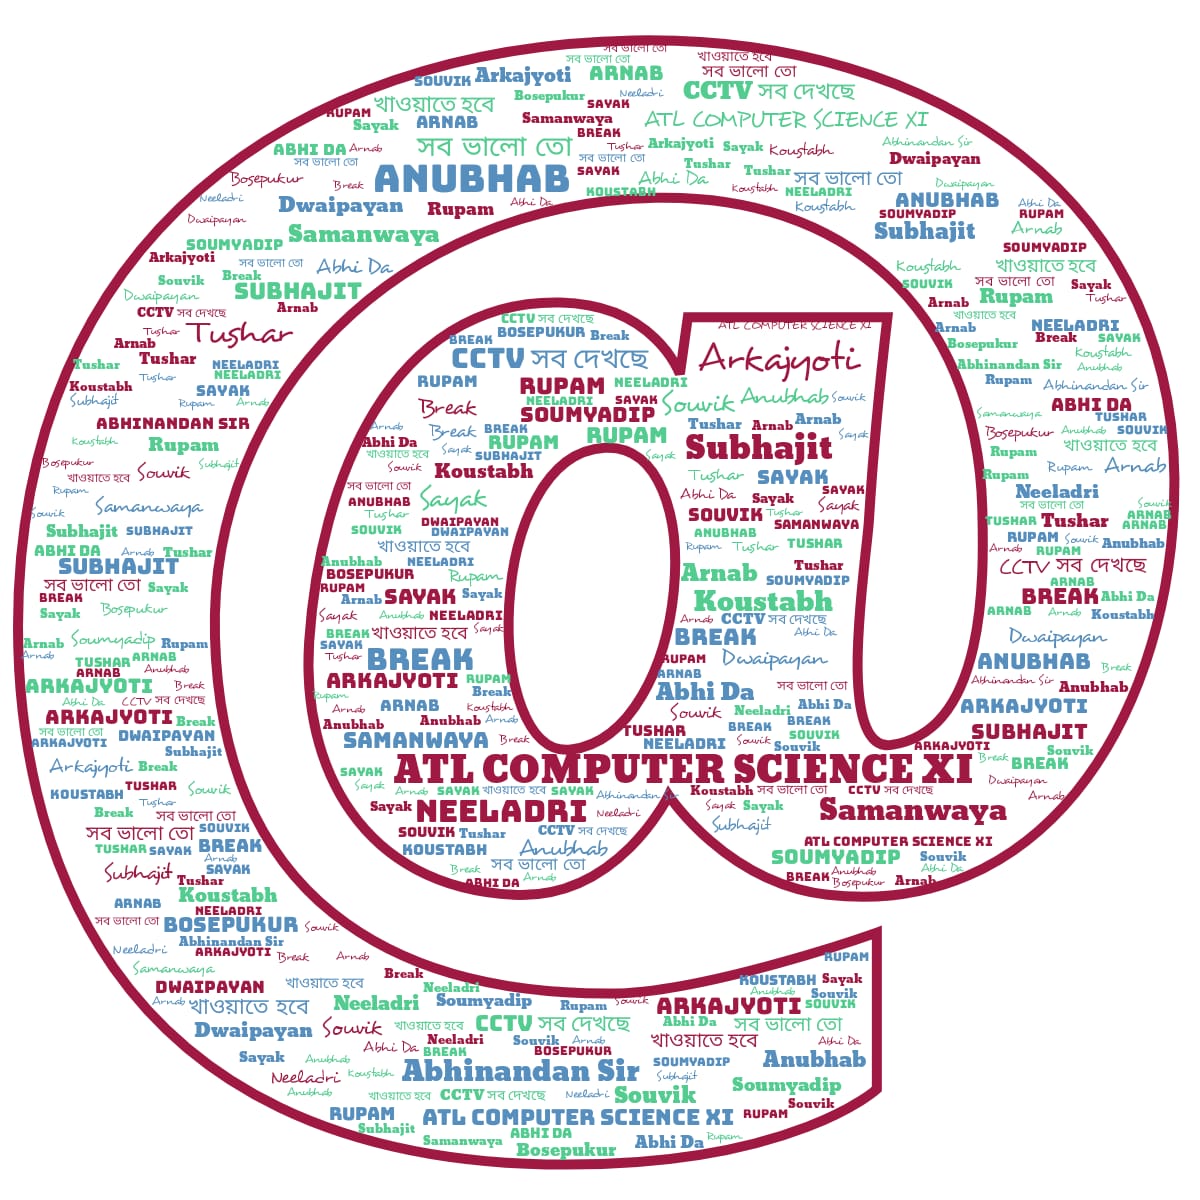 সব ভালো তো
সব ভালো তো খাওয়াতে হবে
SOUVIK Arkajyoti ARNAB সব ভালো তো
খাওয়াতে হবে Bosepukur Neeladri CCTV সব দেখছে
RUPAM Sayak ARNAB Samanwaya SAYAK ATL COMPUTER SCIENCE XI
BREAK
ABHI DA Arnab সব ভালো তো Tushar Arkajyoti Sayak Koustabh Abhinandan Sir
সব ভালো তো সব ভালো তো Tushar Dwaipayan
Bosepukur Break ANUBHAB SAYAK Abhi Da Tushar সব ভালো তো Dwaipayan
Neeladri KOUSTABH Koustabh NEELADRI
Dwaipayan Dwaipayan Rupam Abhi Da Koustabh ANUBHAB Abhi Da
SOUMYADIP RUPAM
SOUMYADIP Samanwaya Subhajit Arnab
Arkajyoti সব ভালো তো Abhi Da SOUMYADIP
Souvik Break Koustabh খাওয়াতে হবে
Dwaipayan SUBHAJIT SOUVIK সব ভালো তো Sayak
CCTV সব দেখছে Arnab Arnab Rupam Tushar
Tushar Tushar CCTV সব দেখছে খাওয়াতে হবে
Arnab BREAK BOSEPUKUR Break ATL COMPUTER SCIENCE XI Arnab NEELADRI
Tushar Tushar NEELADRI CCTV সব দেখছে Arkajyoti Bosepukur Break SAYAK
Tushar NEELADRI Koustabh
Koustabh SAYAK RUPAM RUPAM NEELADRI Abhinandan Sir Anubhab
Subhajit Rupam Arnab NEELADRI SAYAK Souvik Anubhab Souvik Rupam Abhinandan Sir
Break SOUMYADIP ABHI DA
ABHINANDAN SIR Arnab Break BREAK RUPAM Tushar Arnab Arnab Samanwaya TUSHAR
Koustabh Rupam Abhi Da RUPAM Subhajit Sayak Bosepukur Anubhab SOUVIK
খাওয়াতে হবে Sayak SUBHAJIT Sayak Rupam খাওয়াতে হবে
Bosepukur খাওয়াতে হবে Souvik Subhajit Souvik Koustabh Tushar SAYAK Rupam Rupam Arnab
Rupam সব ভালো তো Abhi Da Sayak SAYAK Neeladri
Souvik Samanwaya ANUBHAB Sayak Sayak সব ভালো তো Souvik
Tushar SOUVIK Tushar ARNAB
Subhajit SUBHAJIT SOUVIK DWAIPAYAN DWAIPAYAN SAMANWAYA TUSHAR Tushar ARNAB
ABHI DA Arnab Tushar খাওয়াতে হবে ANUBHAB RUPAM Souvik Anubhab
SUBHAJIT Anubhab NEELADRI Rupam Tushar TUSHAR Arnab RUPAM
সব ভালো তো Sayak BOSEPUKUR Rupam Arnab Tushar SOUMYADIP CCTV সব দেখছে
BREAK RUPAM Arnab SAYAK Sayak Koustabh ARNAB BREAK Abhi Da
Sayak Bosepukur Sayak Anubhab NEELADRI Arnab CCTV সব দেখছে ARNAB Arnab Koustabh
Arnab Soumyadip Rupam BREAK খাওয়াতে হবে Sayak BREAK Abhi Da Dwaipayan
Arnab TUSHAR ARNAB SAYAK Tushar BREAK RUPAM Dwaipayan ANUBHAB Break
ARNAB Anubhab ARKAJYOTI RUPAM ARNAB
ARKAJYOTI Break Rupam Break Abhi Da সব ভালো তো Abhinandan Sir Anubhab
Abhi Da CCTV সব দেখছে Arnab ARNAB Koustabh Souvik Neeladri Abhi Da ARKAJYOTI
ARKAJYOTI Break Anubhab Anubhab Arnab BREAK BREAK
সব ভালো তো DWAIPAYAN TUSHAR SOUVIK SUBHAJIT
ARKAJYOTI Subhajit SAMANWAYA Break NEELADRI Souvik Souvik ARKAJYOTI Souvik
Arkajyoti Break SAYAK ATL COMPUTER SCIENCE XI Break BREAK
KOUSTABH TUSHAR Souvik Sayak Arnab SAYAK খাওয়াতে হবে SAYAK Abhinandan Sir Koustabh সব ভালো তো CCTV সব দেখছে Dwaipayan
Tushar Arnab
Break সব ভালো তো Sayak NEELADRI Neeladri Sayak Sayak Samanwaya
সব ভালো তো SOUVIK SOUVIK Tushar CCTV সব দেখছে Subhajit
TUSHAR SAYAK BREAK KOUSTABH Anubhab ATL COMPUTER SCIENCE XI
Arnab সব ভালো তো SOUMYADIP Souvik
Subhajit SAYAK Break Abhi Da
Tushar ABHI DA Arnab BREAK Anubhab Bosepukur Arnab
Koustabh
ARNAB NEELADRI
সব ভালো তো BOSEPUKUR Souvik
Abhinandan Sir
Neeladri ARKAJYOTI Break Arnab RUPAM
Samanwaya Break KOUSTABH Sayak
DWAIPAYAN খাওয়াতে হবে Neeladri Anubhab Souvik
Arnab খাওয়াতে হবে Neeladri Soumyadip Rupam Souvik ARKAJYOTI SOUVIK
Dwaipayan Souvik খাওয়াতে হবে CCTV সব দেখছে Abhi Da সব ভালো তো
Abhi Da Neeladri Souvik Arnab খাওয়াতে হবে Abhi Da
Sayak Anubhab BREAK BOSEPUKUR SOUMYADIP Anubhab
Neeladri Koustabh Abhinandan Sir Subhajit
Anubhab খাওয়াতে হবে CCTV সব দেখছে Neeladri Souvik Soumyadip
RUPAM ATL COMPUTER SCIENCE XI RUPAM Souvik
Subhajit Samanwaya ABHI DA Abhi Da Rupam
Bosepukur